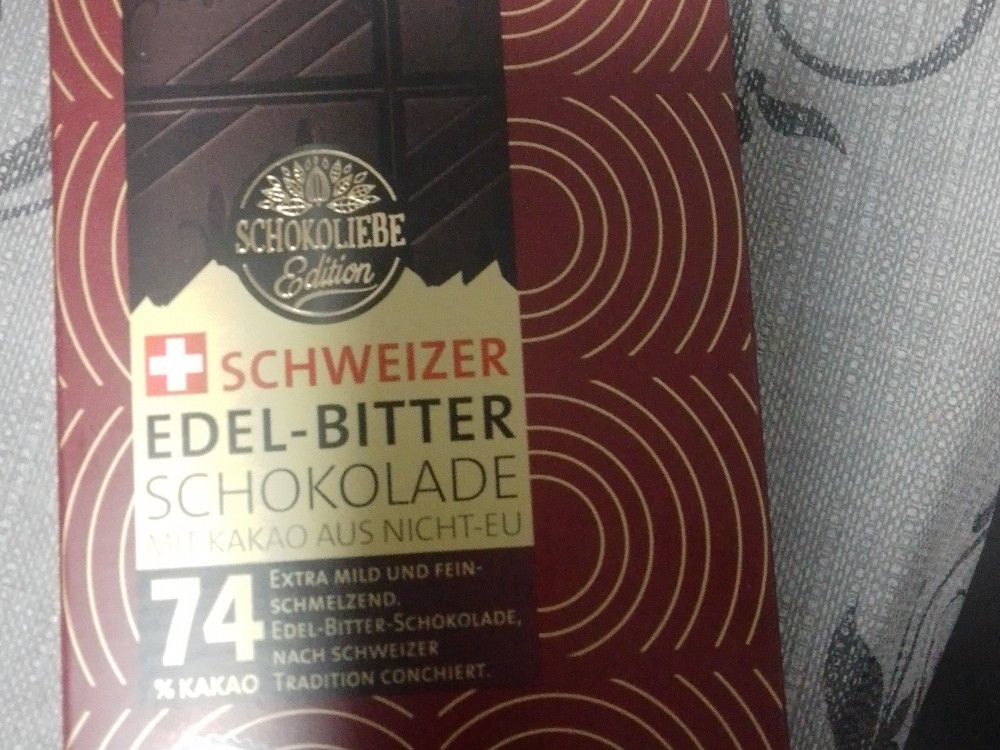 SCHOKOLIEBE
Edition
SCHWEIZER
EDEL-BITTER
SCHOKOLADE
MIT KAKAO AUS NICHT-EU
74
% KAKAO
EXTRA MILD UND FEIN-
SCHMELZEND.
EDEL-BITTER-SCHOKOLADE,
NACH SCHWEIZER
TRADITION CONCHIERT.